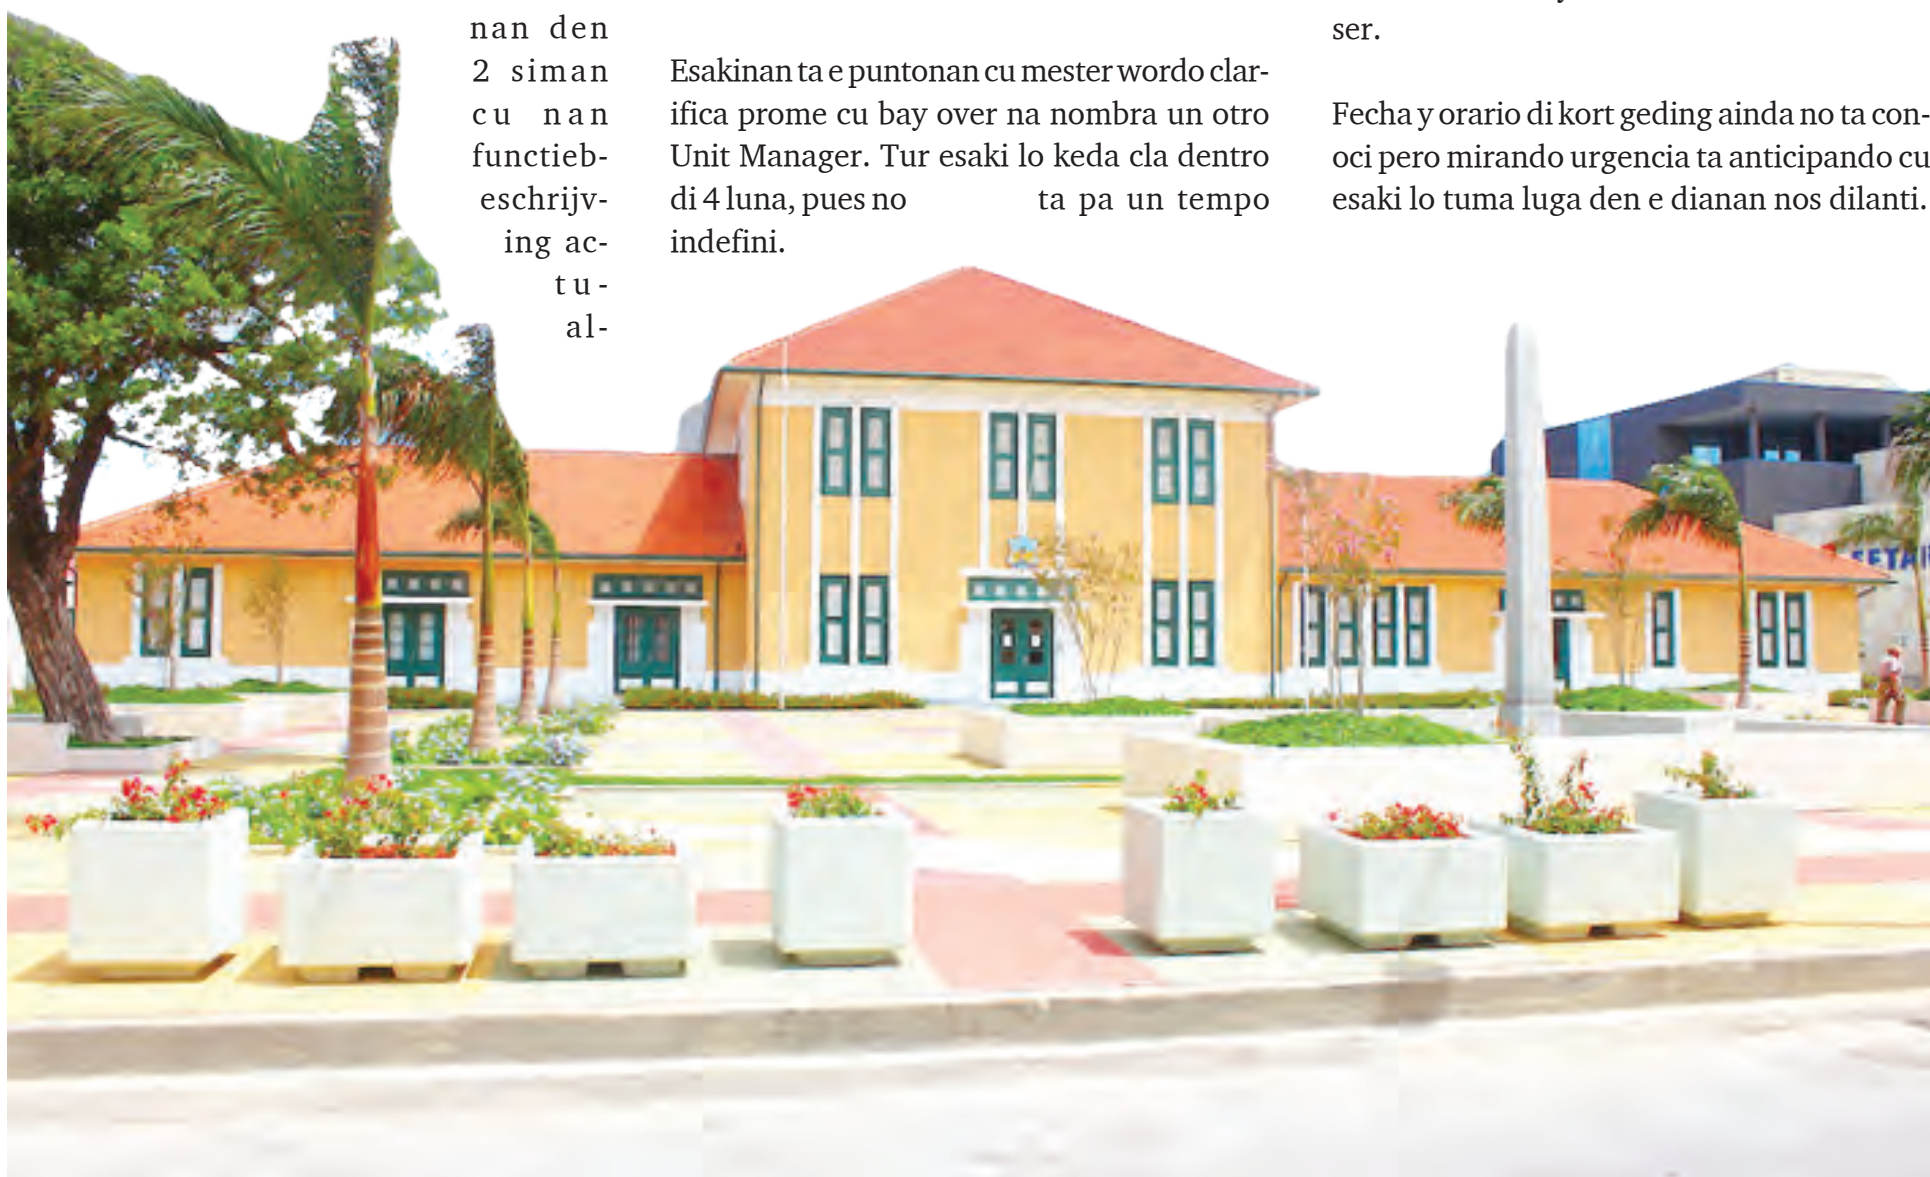 nan den
2 siman
cu nan
functieb-
eschrijv-
ing ac-
tu-
al-
Esakinan ta e puntonan cu mester wordo clar-
ifica prome cu bay over na nombra un otro
Unit Manager. Tur esaki lo keda cla dentro
di 4 luna, pues no ta pa un tempo
indefini.
ser.
Fecha y orario di kort geding ainda no ta con-
oci pero mirando urgencia ta anticipando cu
esaki lo tuma luga den e dianan nos dilanti.